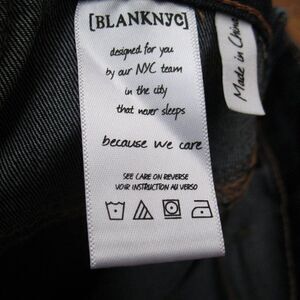 [BLANKNYC]
designed for you
by our NYC team
in the city
that never sleeps
because we care
SEE CARE ON REVERSE
VOIR INSTRUCTION AU VERSO
Made in China